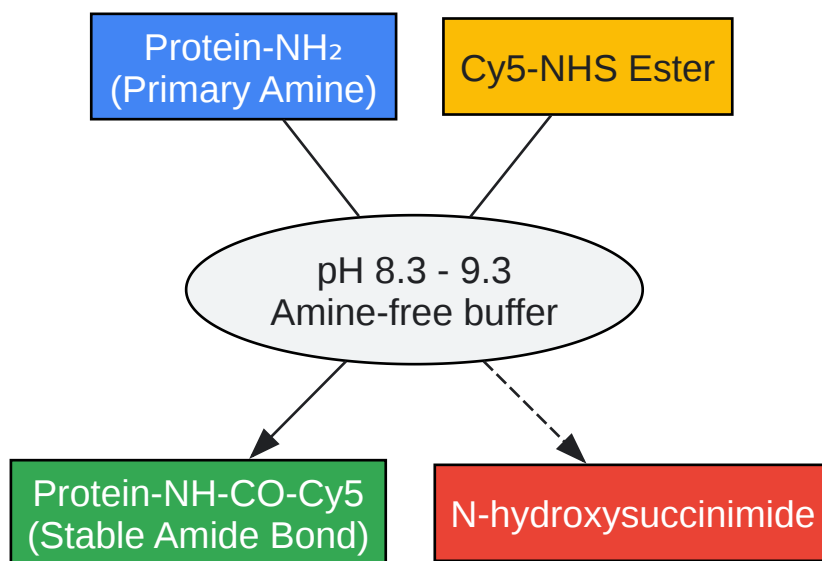 Protein-NH₂
(Primary Amine)
Cy5-NHS Ester
pH 8.3 - 9.3
Amine-free buffer
Protein-NH-CO-Cy5
(Stable Amide Bond)
N-hydroxysuccinimide